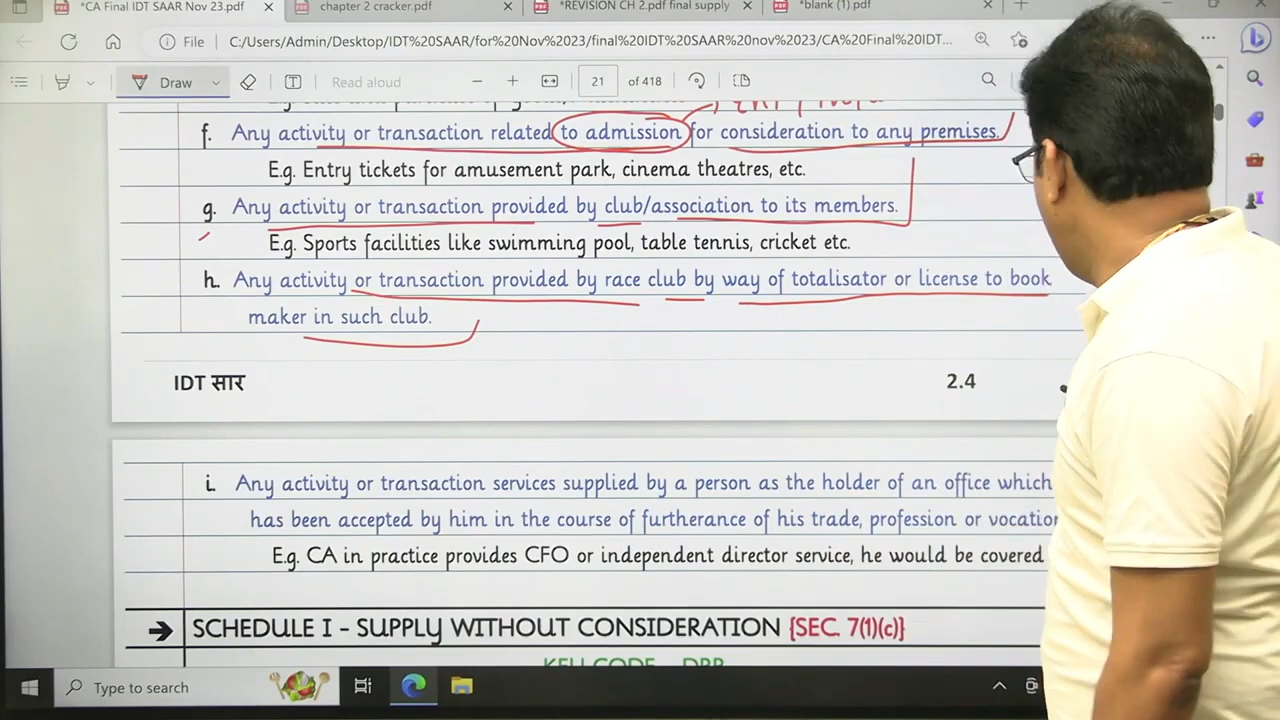 *CA Final IDT SAAR Nov 23.pdf
chapter 2 cracker.pdf
*REVISION CH 2.pdf final supply
*blank (1).pdf
File
C:/Users/Admin/Desktop/IDT%20SAAR/for%20Nov%2023/final%20IDT%20SAAR%20nov%2023/CA%20Final%20IDT...
Draw
Read aloud
21
of 418
f. Any activity or transaction related to admission for consideration to any premises.
E.g. Entry tickets for amusement park, cinema theatres, etc.
g. Any activity or transaction provided by club/association to its members.
E.g. Sports facilities like swimming pool, table tennis, cricket etc.
h. Any activity or transaction provided by race club by way of totalisator or license to book
maker in such club.
IDT सार
2.4
i. Any activity or transaction services supplied by a person as the holder of an office which
has been accepted by him in the course of furtherance of his trade, profession or vocation
E.g. CA in practice provides CFO or independent director service, he would be covered
→ SCHEDULE I - SUPPLY WITHOUT CONSIDERATION {SEC. 7(1)(c)}
Type to search